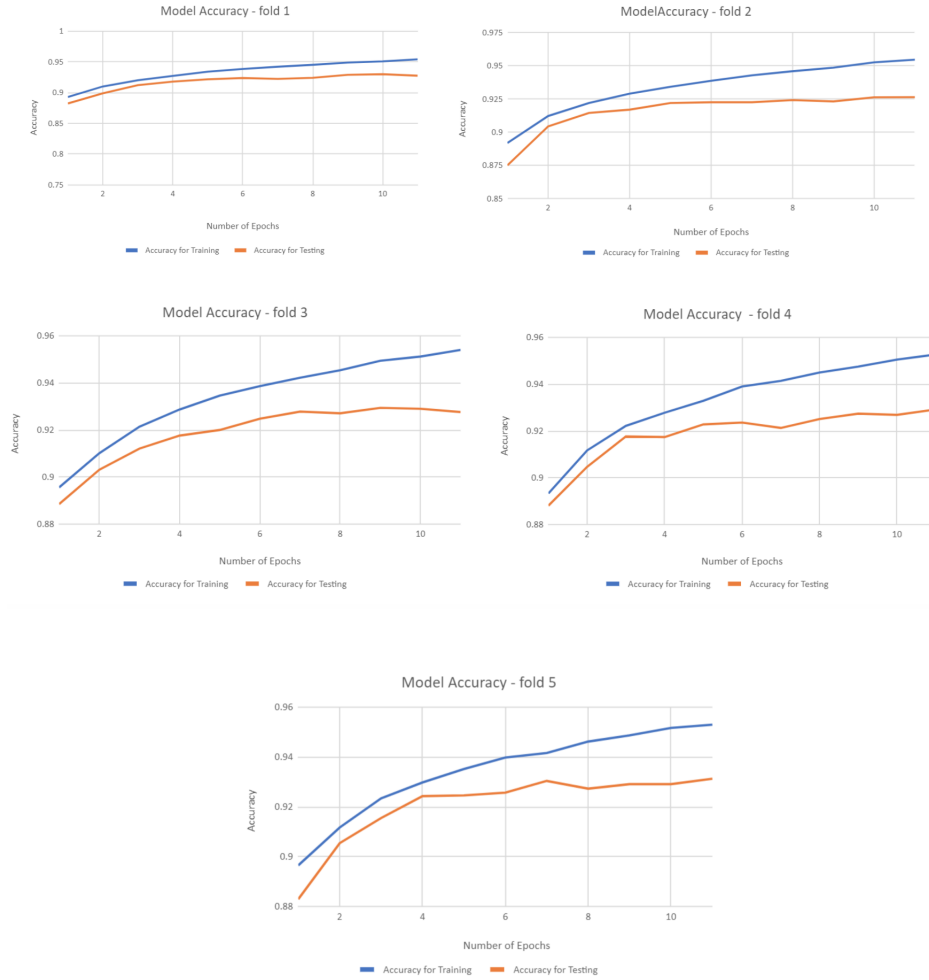 Model Accuracy - fold 1
1
0.95
0.9
0.85
0.8
0.75
Accuracy
2 4 6 8 10
Number of Epochs
Accuracy for Training Accuracy for Testing
ModelAccuracy - fold 2
0.975
0.95
0.925
0.9
0.875
0.85
Accuracy
2 4 6 8 10
Number of Epochs
Accuracy for Training Accuracy for Testing
Model Accuracy - fold 3
0.96
0.94
0.92
0.9
0.88
Accuracy
2 4 6 8 10
Number of Epochs
Accuracy for Training Accuracy for Testing
Model Accuracy - fold 4
0.96
0.94
0.92
0.9
0.88
Accuracy
2 4 6 8 10
Number of Epochs
Accuracy for Training Accuracy for Testing
Model Accuracy - fold 5
0.96
0.94
0.92
0.9
0.88
Accuracy
2 4 6 8 10
Number of Epochs
Accuracy for Training Accuracy for Testing